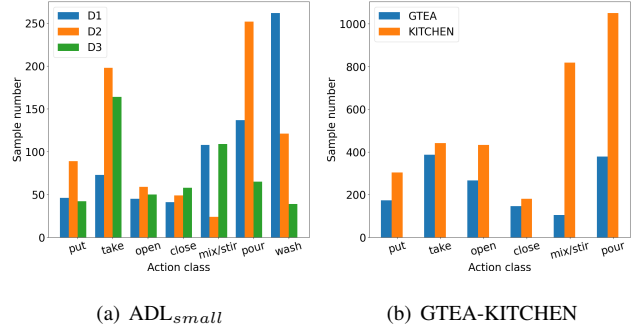 D1
D2
D3
250
200
150
100
50
0
Sample number
put take open close mix/stir pour wash
Action class
(a) ADLsmall
GTEA
KITCHEN
1000
800
600
400
200
0
Sample number
put take open close mix/stir pour
Action class
(b) GTEA-KITCHEN